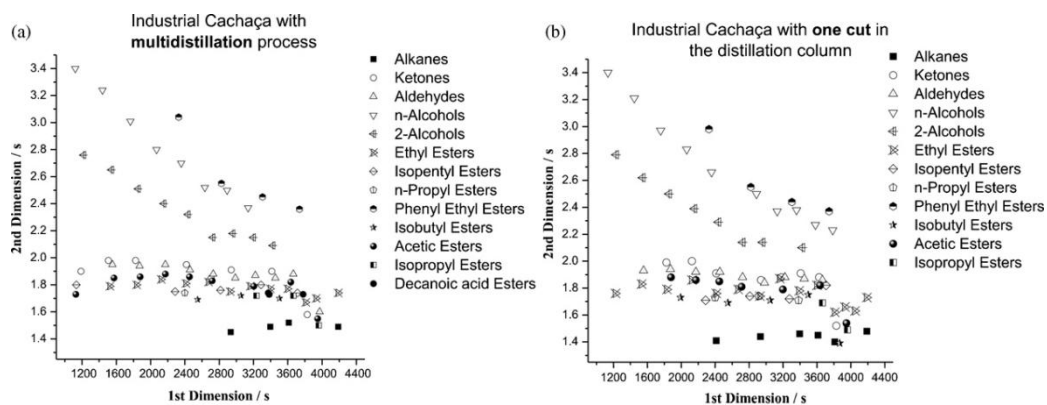 (a)
Industrial Cachaça with
multidistillation process
3.4
3.2
3.0
2.8
2.6
2.4
2.2
2.0
1.8
1.6
1.4
2nd Dimension / s
1200 1600 2000 2400 2800 3200 3600 4000 4400
1st Dimension / s
Alkanes
Ketones
Aldehydes
n-Alcohols
2-Alcohols
Ethyl Esters
Isopentyl Esters
n-Propyl Esters
Phenyl Ethyl Esters
Isobutyl Esters
Acetic Esters
Isopropyl Esters
Decanoic acid Esters
(b)
Industrial Cachaça with one cut in
the distillation column
3.4
3.2
3.0
2.8
2.6
2.4
2.2
2.0
1.8
1.6
1.4
2nd Dimension / s
1200 1600 2000 2400 2800 3200 3600 4000 4400
1st Dimension / s
Alkanes
Ketones
Aldehydes
n-Alcohols
2-Alcohols
Ethyl Esters
Isopentyl Esters
n-Propyl Esters
Phenyl Ethyl Esters
Isobutyl Esters
Acetic Esters
Isopropyl Esters